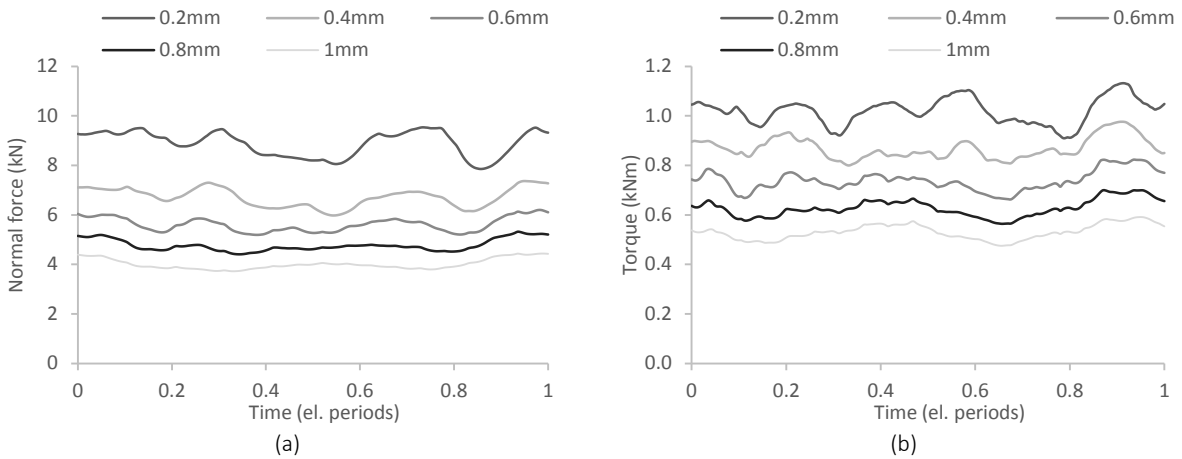 0.2mm 0.4mm 0.6mm
0.8mm 1mm
12
10
8
6
4
2
0
Normal force (kN)
0 0.2 0.4 0.6 0.8 1
Time (el. periods)
(a)
0.2mm 0.4mm 0.6mm
0.8mm 1mm
1.2
1.0
0.8
0.6
0.4
0.2
0.0
Torque (kNm)
0 0.2 0.4 0.6 0.8 1
Time (el. periods)
(b)